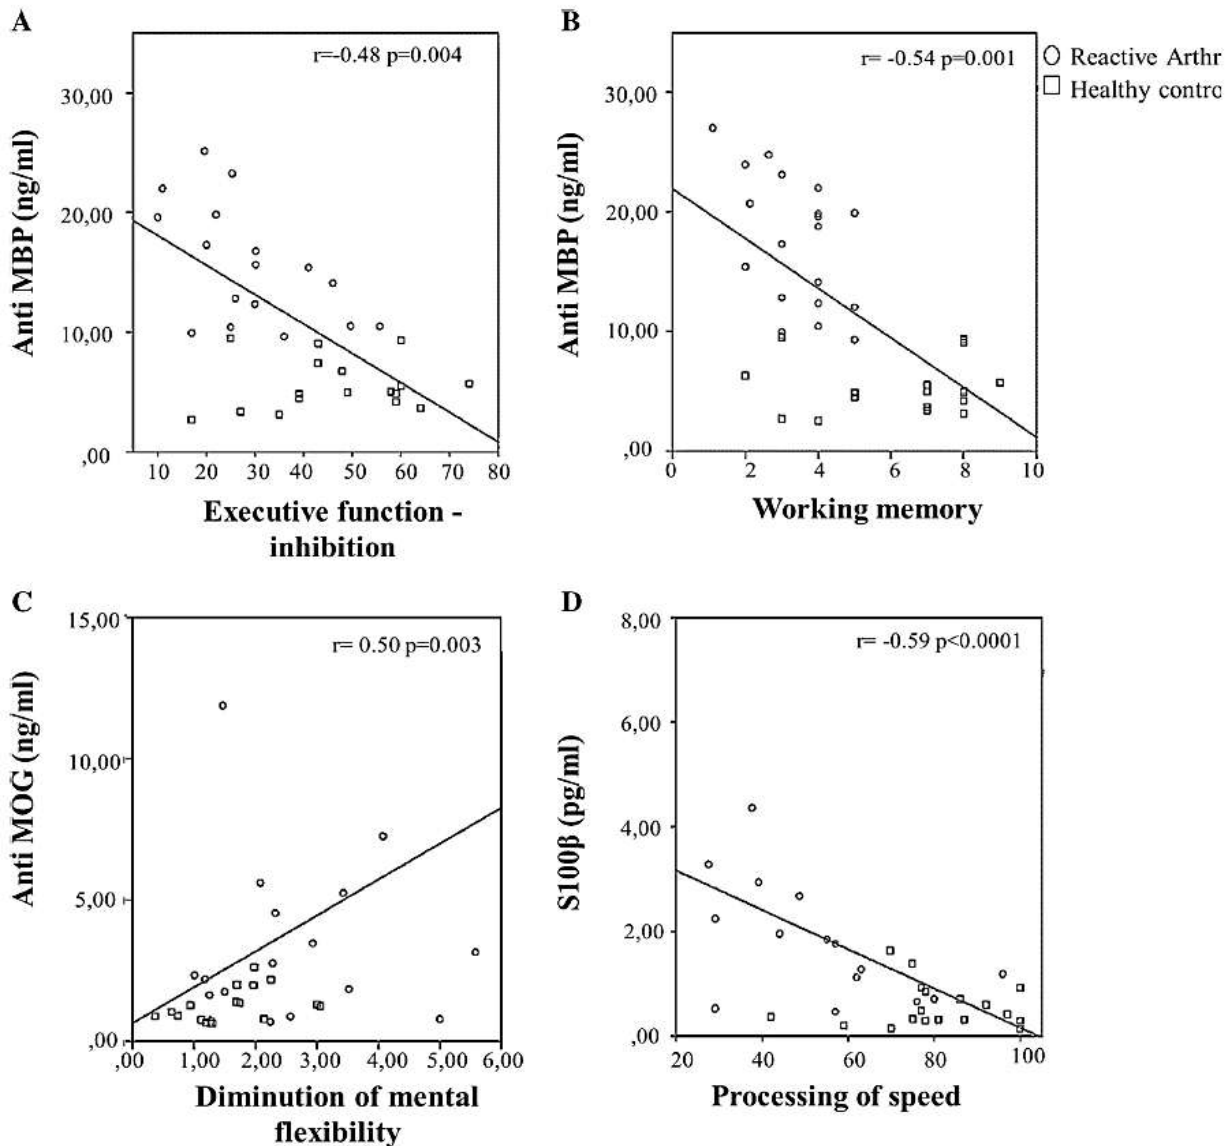 A
r=-0.48 p=0.004
30,00
20,00
10,00
,00
Anti MBP (ng/ml)
10 20 30 40 50 60 70 80
Executive function -
inhibition
B
r= -0.54 p=0.001
30,00
20,00
10,00
,00
Anti MBP (ng/ml)
0 2 4 6 8 10
Working memory
Reactive Arthr
Healthy contro
C
r= 0.50 p=0.003
15,00
10,00
5,00
,00
Anti MOG (ng/ml)
,00 1,00 2,00 3,00 4,00 5,00 6,00
Diminution of mental
flexibility
D
r= -0.59 p<0.0001
8,00
6,00
4,00
2,00
,00
S100β (pg/ml)
20 40 60 80 100
Processing of speed